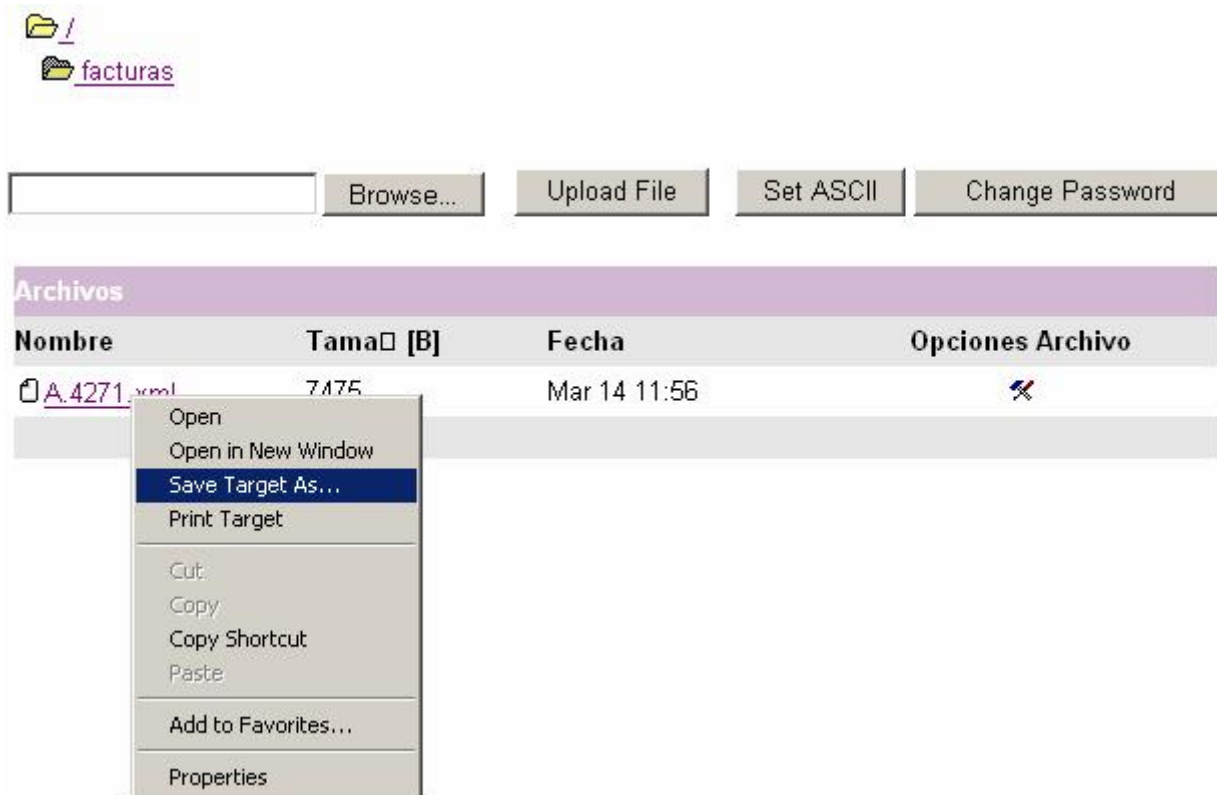 /
facturas
Browse... Upload File Set ASCII Change Password
Archivos
Nombre Tama□ [B] Fecha Opciones Archivo
A.4271.xml 7475 Mar 14 11:56
Open
Open in New Window
Save Target As...
Print Target
Cut
Copy
Copy Shortcut
Paste
Add to Favorites...
Properties